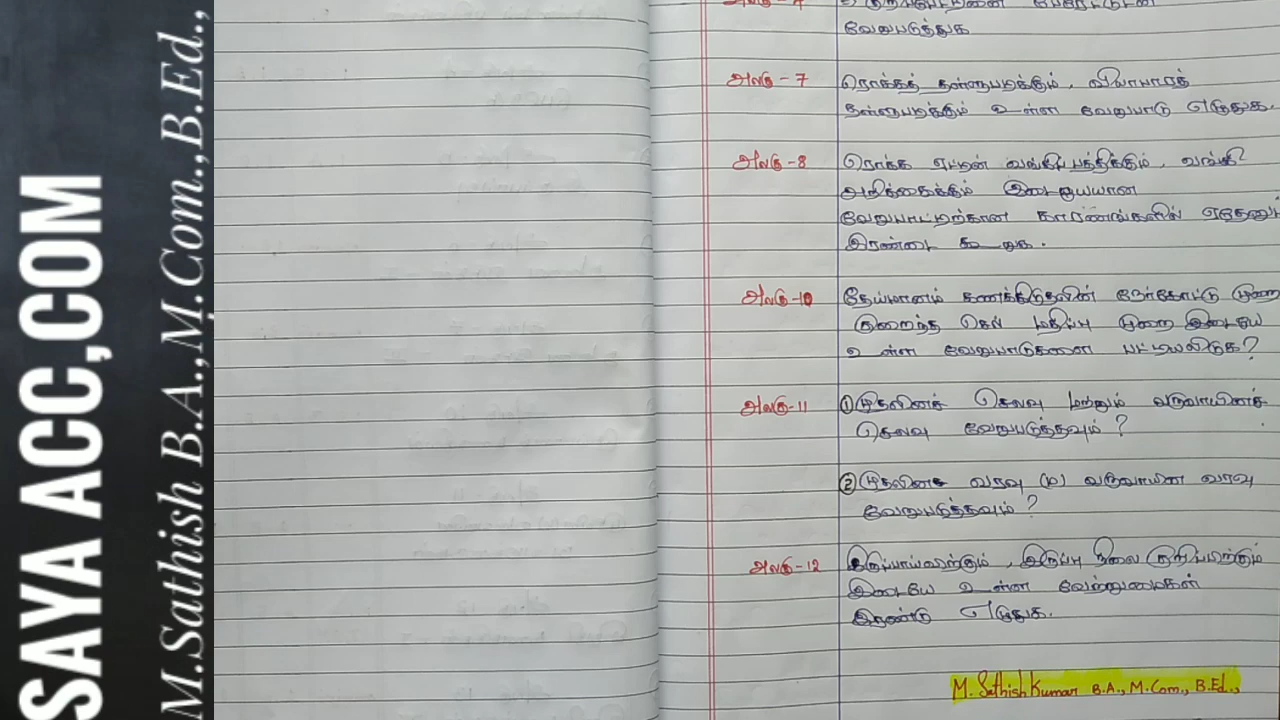 SAYA ACC,COM
M.Sathish B.A.,M.Com.,B.Ed.,
வேறுபடுத்துக
அலகு - 7
ரொக்கத் தள்ளுபடிக்கும், வியாபாரத்
தள்ளுபடிக்கும் உள்ள வேறுபாடு எழுதுக.
அலகு - 8
ரொக்க ஏட்டின் வங்கிப் பத்திக்கும், வங்கி
அறிக்கைக்கும் இடையேயான
வேறுபாட்டிற்கான காரணங்களில் ஏதேனும்
இரண்டை கூறுக.
அலகு - 10
தேய்மானம் கணக்கிடுதலின் நேர்கோட்டு முறை
குறைந்து செல் மதிப்பு முறை இடையே
உள்ள வேறுபாடுகளை பட்டியலிடுக?
அலகு - 11
① முதலினச் செலவு மற்றும் வருவாயினச்
செலவு வேறுபடுத்தவும்?
② முதலின வரவு (ம) வருவாயின வரவு
வேறுபடுத்தவும்?
அலகு - 12
இருப்பாய்விற்கும், இருப்பு நிலை குறிப்பிற்கும்
இடையே உள்ள வேற்றுமைகள்
இரண்டு எழுதுக.
M. Sathish Kumar B.A., M.Com., B.Ed.,